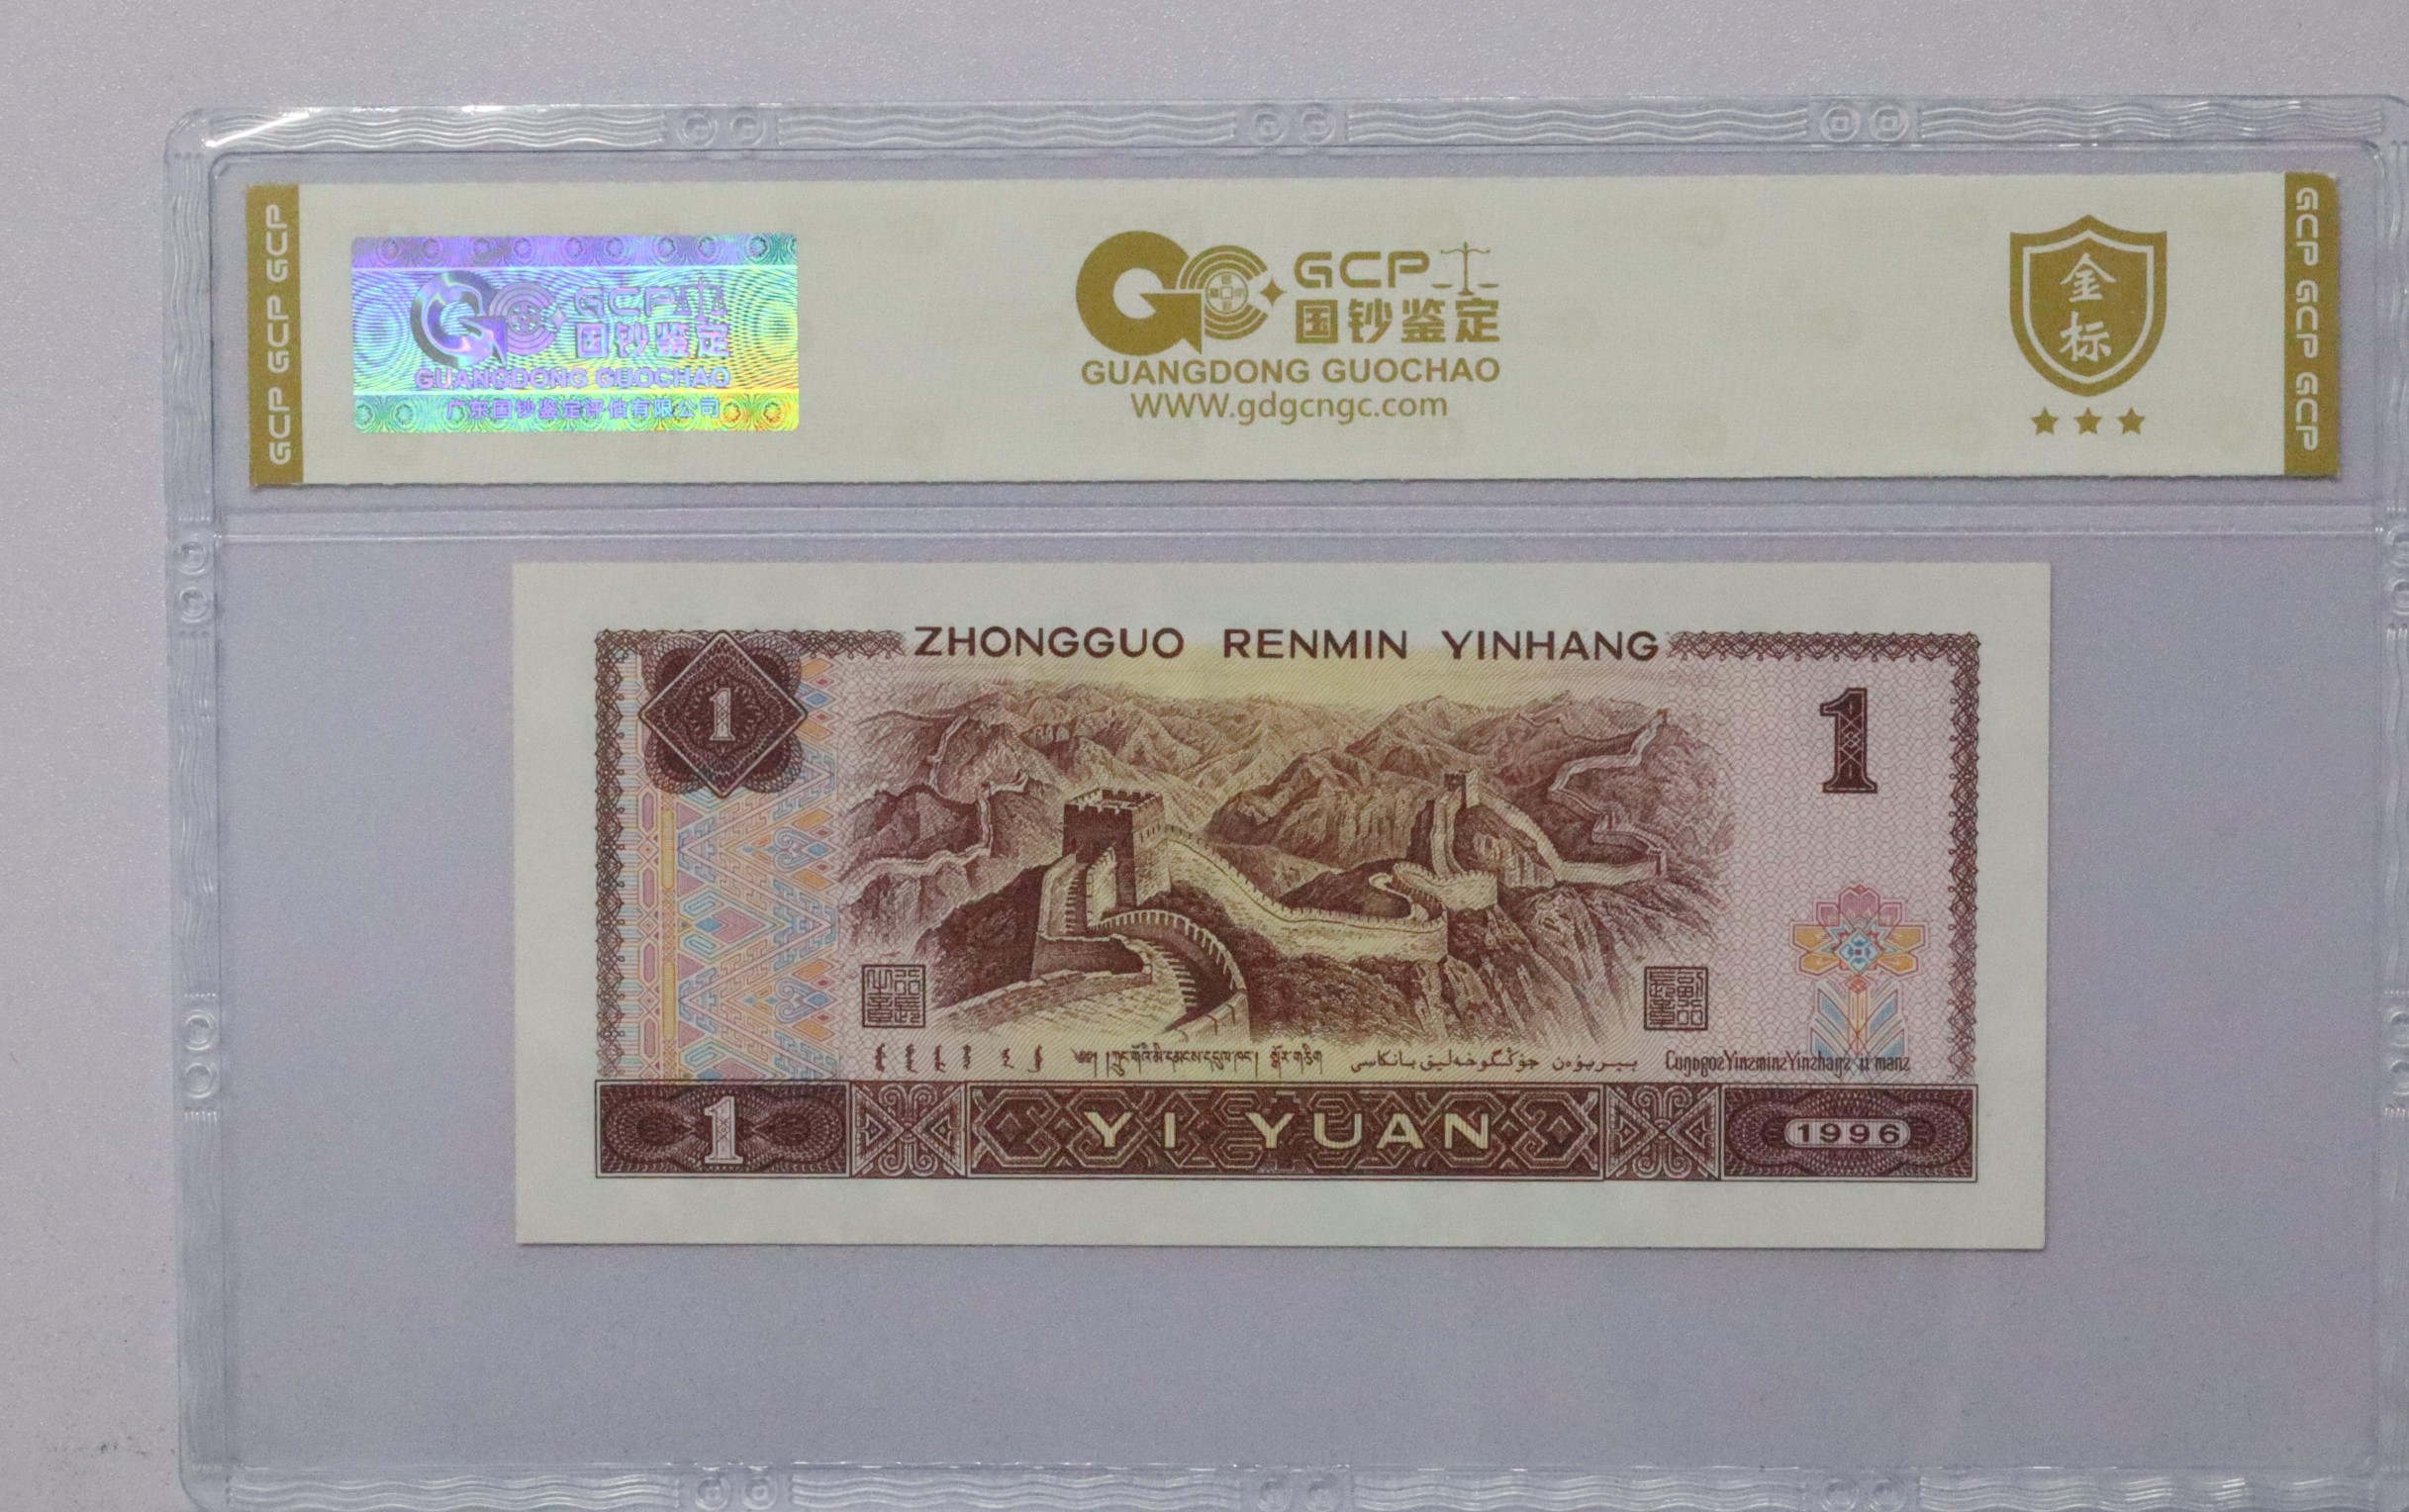 GCP GCP GCP
GCP
国钞鉴定
GUANGDONG GUOCHAO
广东国钞鉴定评估有限公司
GCP
国钞鉴定
GUANGDONG GUOCHAO
WWW.gdgcngc.com
金
标
GCP GCP GCP
ZHONGGUO RENMIN YINHANG
1
1
1
YI YUAN
1996